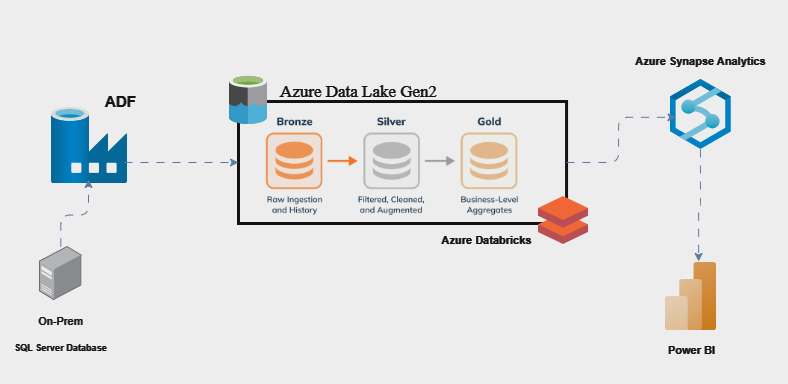 Azure Synapse Analytics
ADF
Azure Data Lake Gen2
Bronze
Silver
Gold
Raw Ingestion
and History
Filtered, Cleaned,
and Augmented
Business-Level
Aggregates
Azure Databricks
On-Prem
SQL Server Database
Power BI